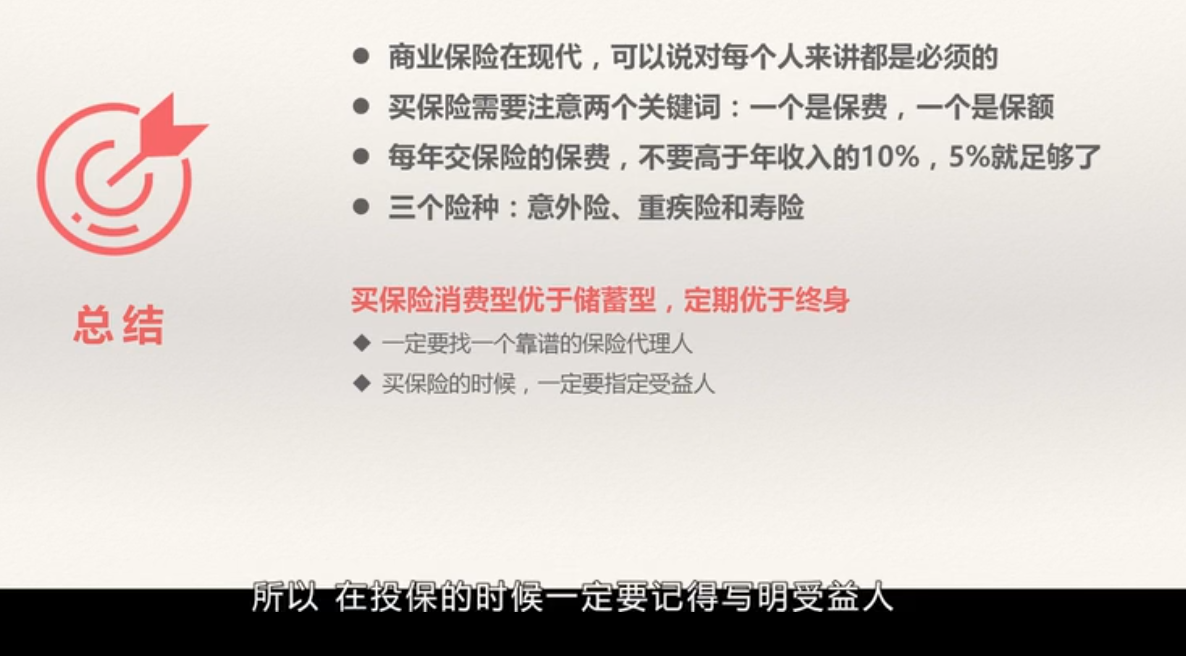 商业保险在现代，可以说对每个人来讲都是必须的
买保险需要注意两个关键词：一个是保费，一个是保额
每年交保险的保费，不要高于年收入的10%，5%就足够了
三个险种：意外险、重疾险和寿险
总结
买保险消费型优于储蓄型，定期优于终身
一定要找一个靠谱的保险代理人
买保险的时候，一定要指定受益人
所以 在投保的时候一定要记得写明受益人